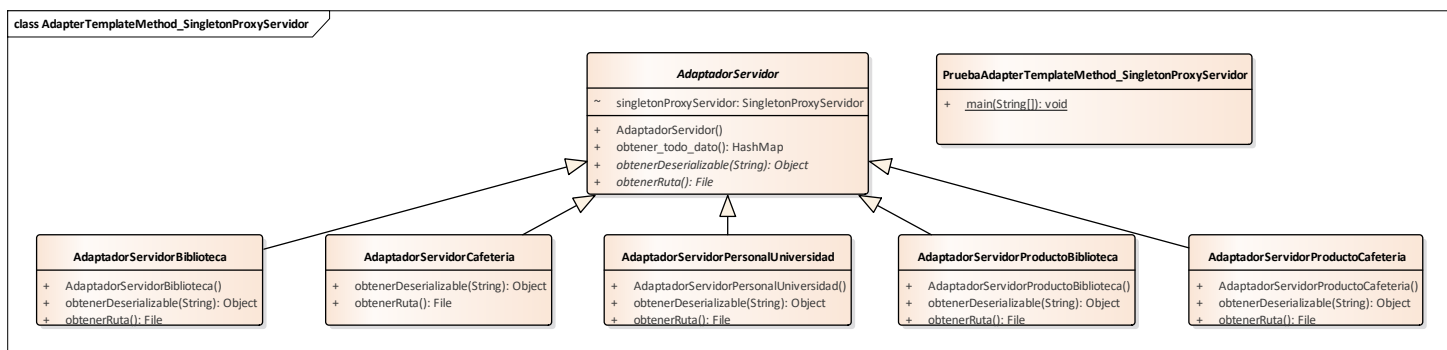 class AdapterTemplateMethod_SingletonProxyServidor
AdaptadorServidor
~ singletonProxyServidor: SingletonProxyServidor
+ AdaptadorServidor()
+ obtener_todo_dato(): HashMap
+ obtenerDeserializable(String): Object
+ obtenerRuta(): File
PruebaAdapterTemplateMethod_SingletonProxyServidor
+ main(String[]): void
AdaptadorServidorBiblioteca
+ AdaptadorServidorBiblioteca()
+ obtenerDeserializable(String): Object
+ obtenerRuta(): File
AdaptadorServidorCafeteria
+ obtenerDeserializable(String): Object
+ obtenerRuta(): File
AdaptadorServidorPersonalUniversidad
+ AdaptadorServidorPersonalUniversidad()
+ obtenerDeserializable(String): Object
+ obtenerRuta(): File
AdaptadorServidorProductoBiblioteca
+ AdaptadorServidorProductoBiblioteca()
+ obtenerDeserializable(String): Object
+ obtenerRuta(): File
AdaptadorServidorProductoCafeteria
+ AdaptadorServidorProductoCafeteria()
+ obtenerDeserializable(String): Object
+ obtenerRuta(): File